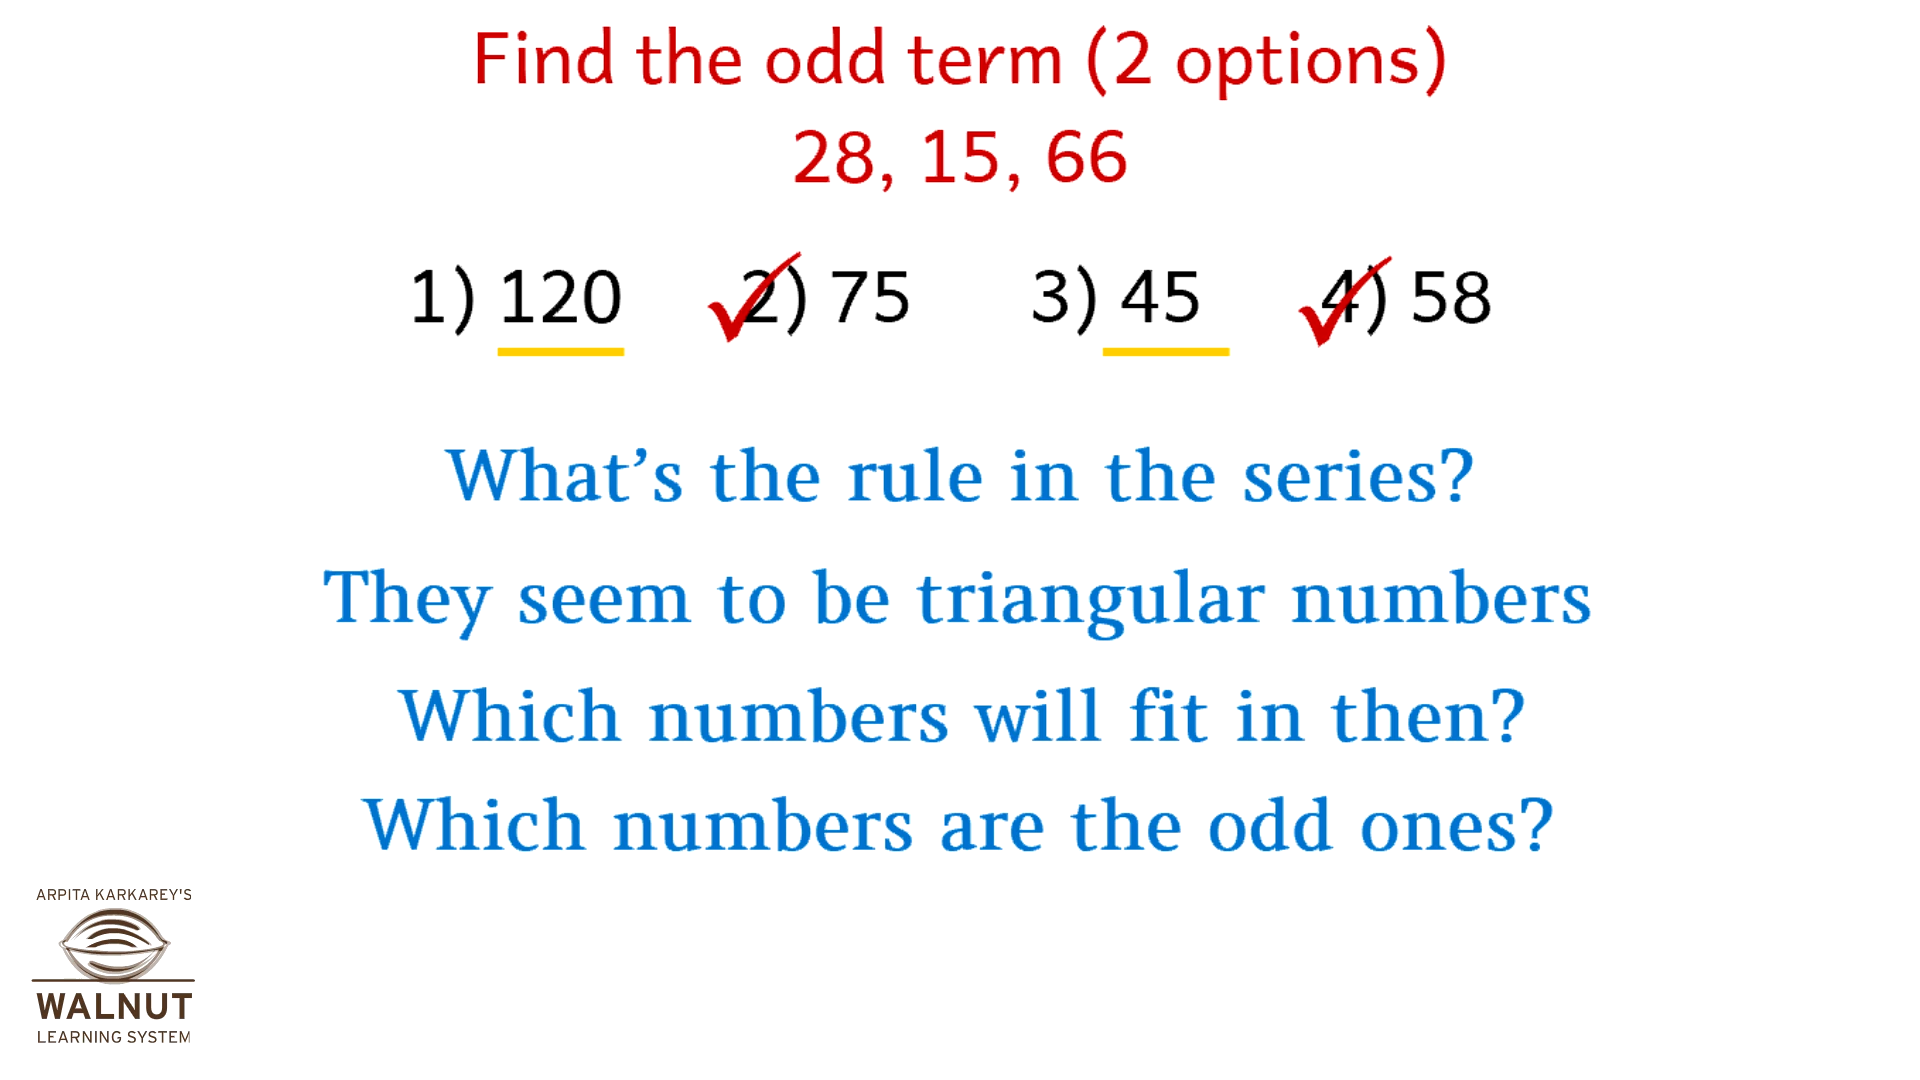 Find the odd term (2 options)
28, 15, 66
1) 120 2) 75 3) 45 4) 58
What’s the rule in the series?
They seem to be triangular numbers
Which numbers will fit in then?
Which numbers are the odd ones?
ARPITA KARKAREY'S
WALNUT
LEARNING SYSTEM